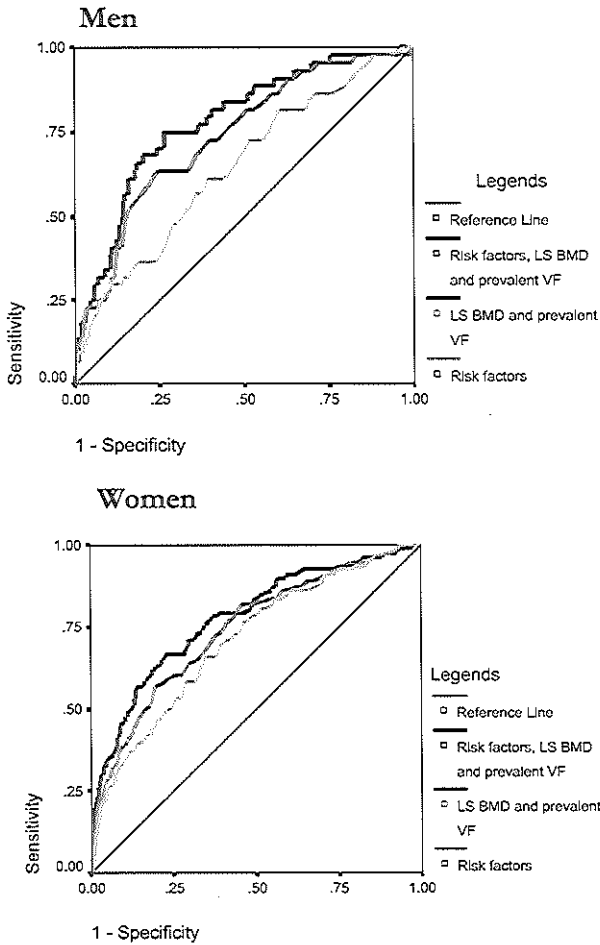 Men
1.00
.75
.50
.25
0.00
Sensitivity
0.00 .25 .50 .75 1.00
1 - Specificity
Legends
Reference Line
Risk factors, LS BMD
and prevalent VF
LS BMD and prevalent
VF
Risk factors
Women
1.00
.75
.50
.25
0.00
Sensitivity
0.00 .25 .50 .75 1.00
1 - Specificity
Legends
Reference Line
Risk factors, LS BMD
and prevalent VF
LS BMD and prevalent
VF
Risk factors